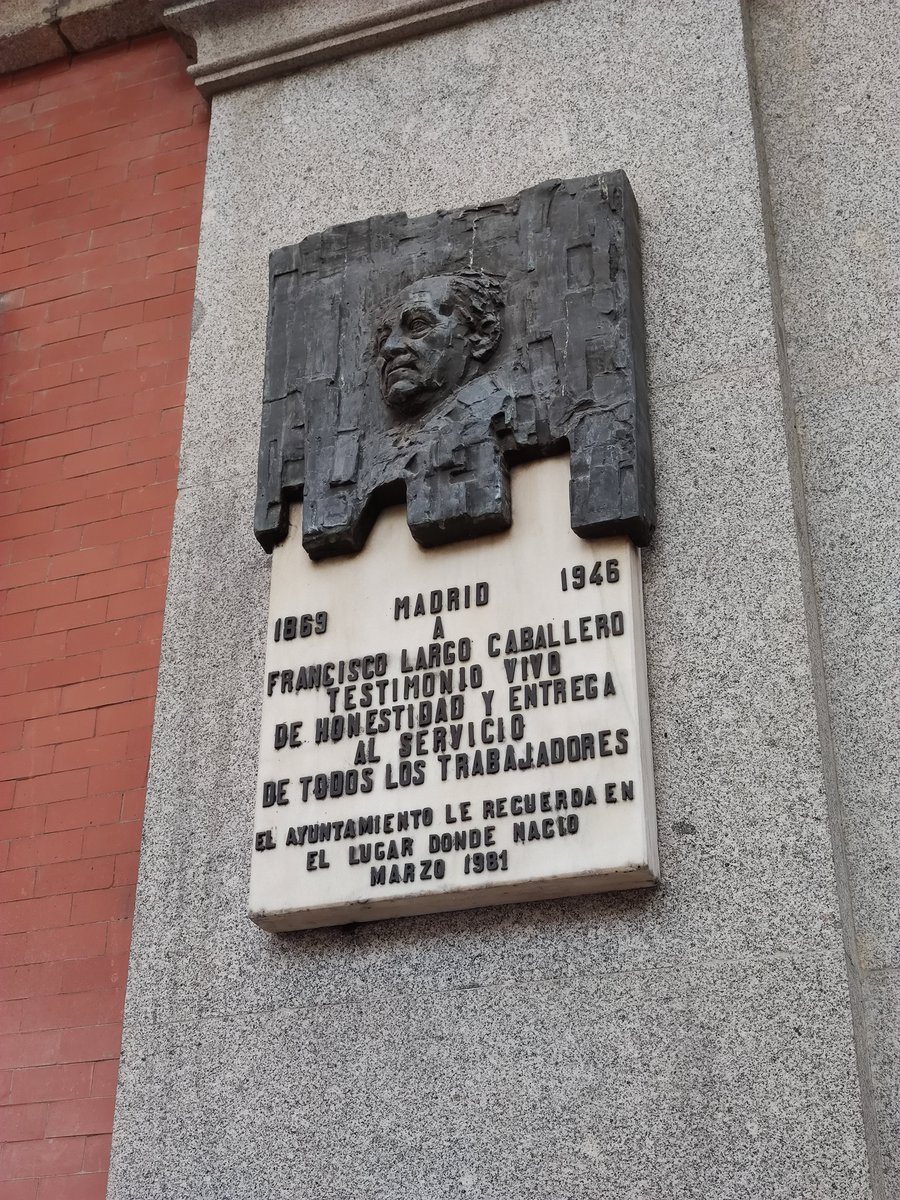 1869 MADRID 1946
A
FRANCISCO LARGO CABALLERO
TESTIMONIO VIVO
DE HONESTIDAD Y ENTREGA
AL SERVICIO
DE TODOS LOS TRABAJADORES
EL AYUNTAMIENTO LE RECUERDA EN
EL LUGAR DONDE NACIO
MARZO 1981